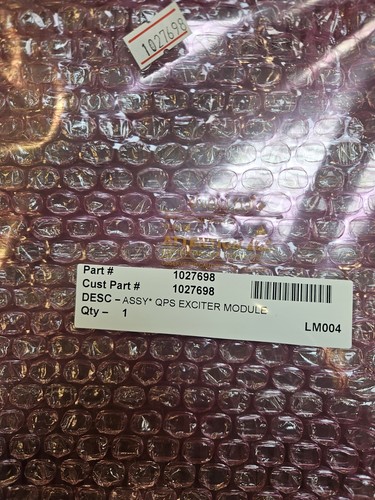 1027698
Part # 1027698
Cust Part # 1027698
DESC – ASSY* QPS EXCITER MODULE
Qty – 1
LM004